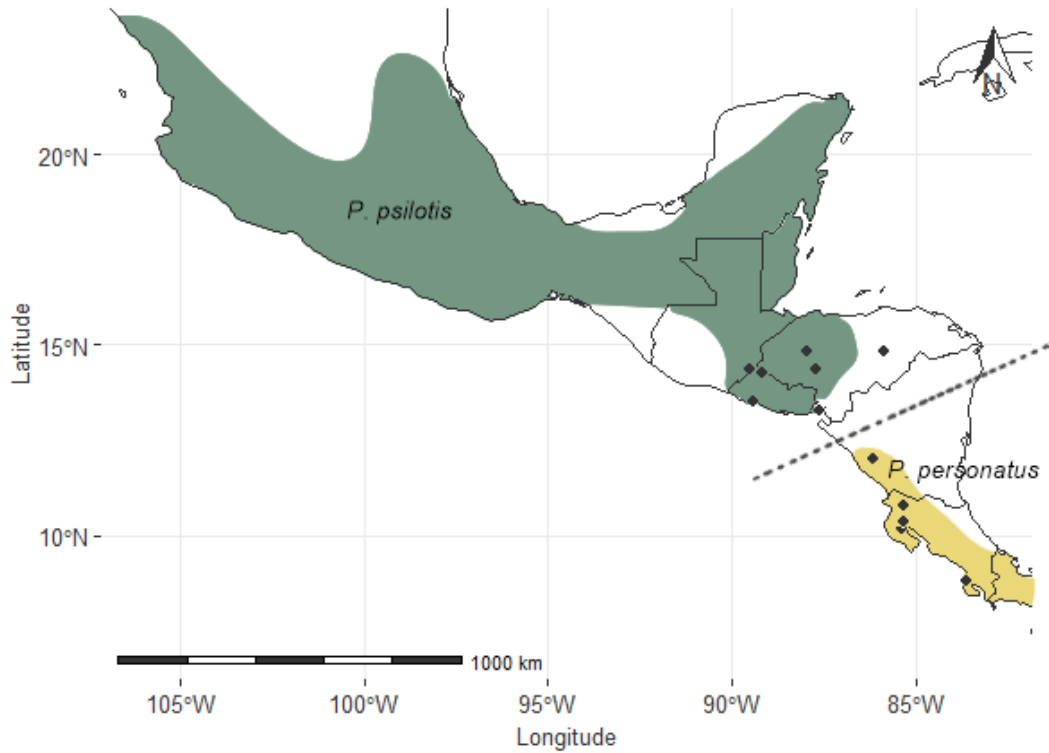 N
20°N
P. psilotis
15°N
Latitude
P. personatus
10°N
1000 km
105°W
100°W
95°W
90°W
85°W
Longitude